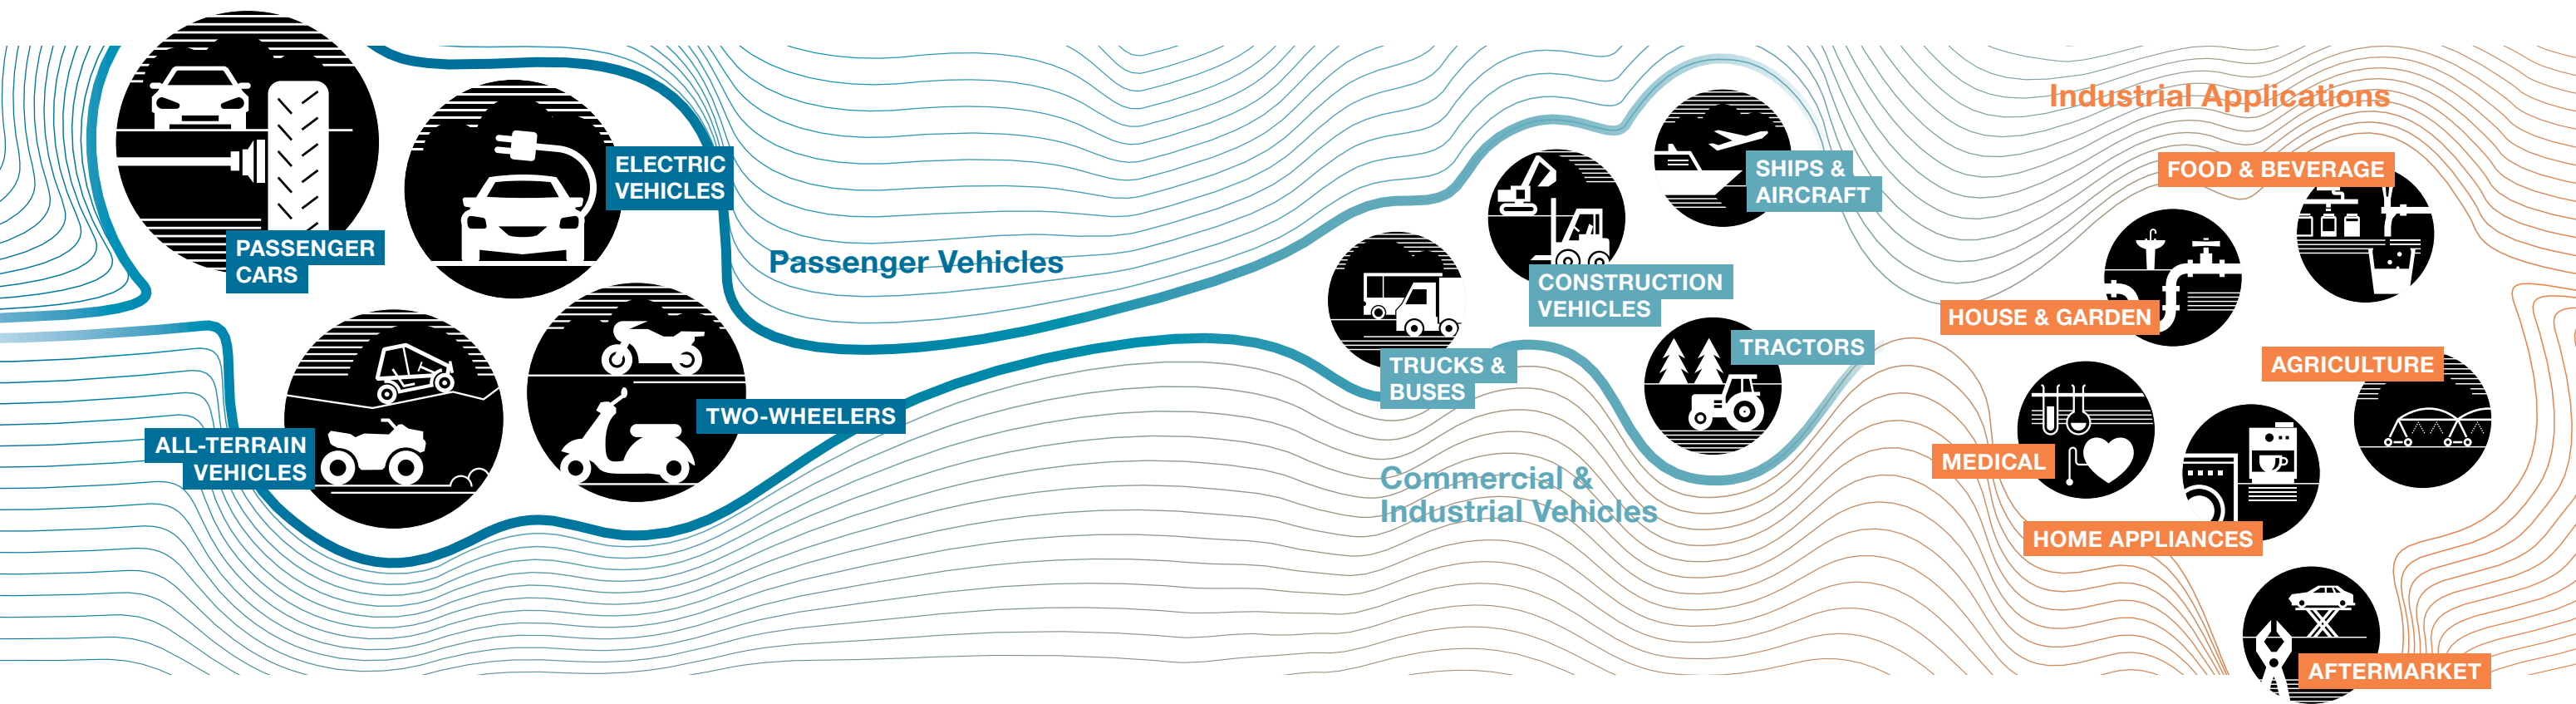 PASSENGER
CARS
ELECTRIC
VEHICLES
ALL-TERRAIN
VEHICLES
TWO-WHEELERS
Passenger Vehicles
TRUCKS &
BUSES
CONSTRUCTION
VEHICLES
SHIPS &
AIRCRAFT
TRACTORS
Commercial &
Industrial Vehicles
Industrial Applications
FOOD & BEVERAGE
HOUSE & GARDEN
AGRICULTURE
MEDICAL
HOME APPLIANCES
AFTERMARKET